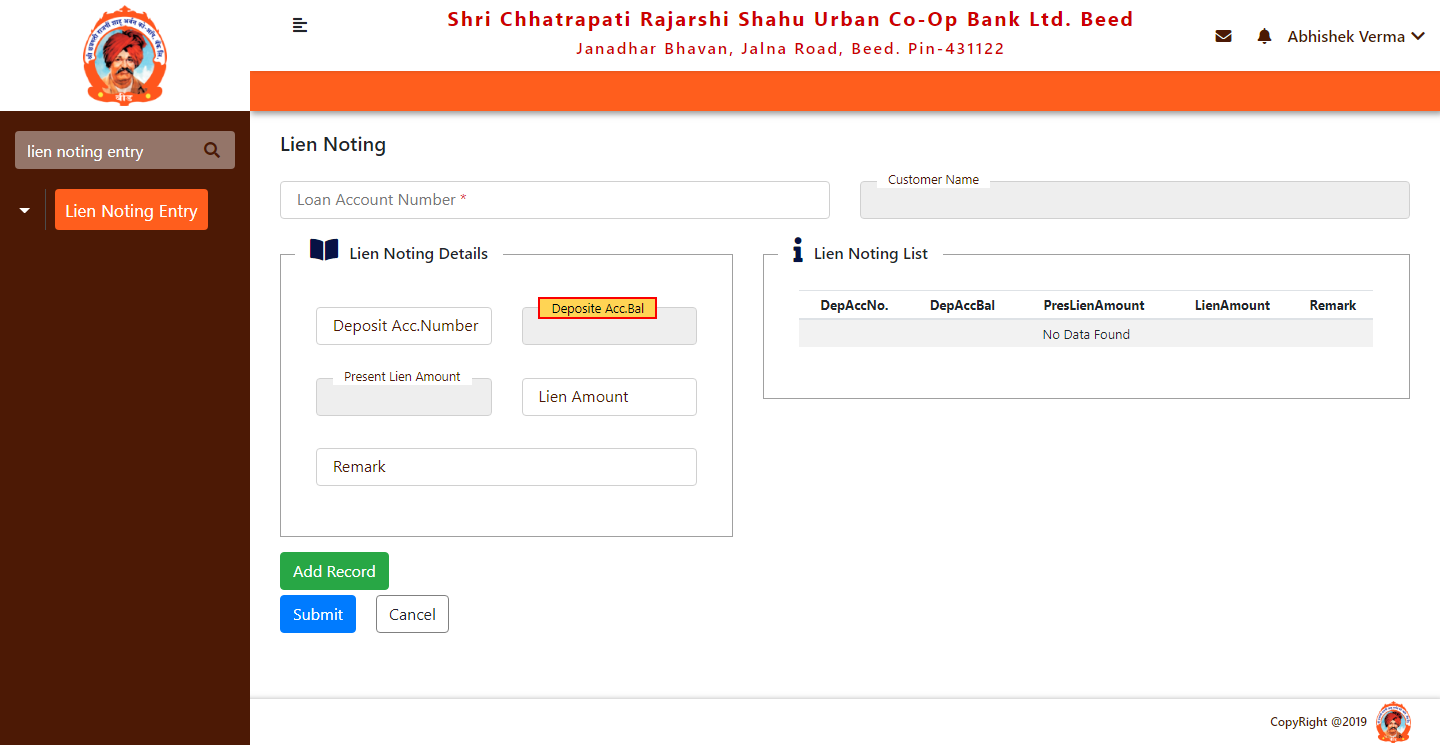 Shri Chhatrapati Rajarshi Shahu Urban Co-Op Bank Ltd. Beed
Janadhar Bhavan, Jalna Road, Beed. Pin-431122
Abhishek Verma
lien noting entry
Lien Noting Entry
Lien Noting
Loan Account Number *
Customer Name
Lien Noting Details
Deposit Acc.Number
Deposite Acc.Bal
Present Lien Amount
Lien Amount
Remark
Lien Noting List
DepAccNo. DepAccBal PresLienAmount LienAmount Remark
No Data Found
Add Record
Submit Cancel
CopyRight @2019